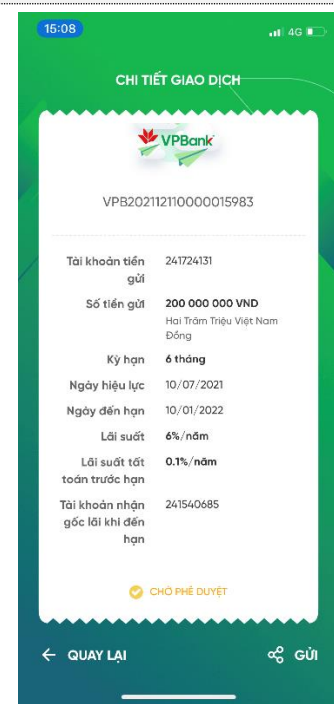 15:08
4G
CHI TIẾT GIAO DỊCH
VPBank
VPB202112110000015983
Tài khoản tiền gửi 241724131
Số tiền gửi 200 000 000 VND
Hai Trăm Triệu Việt Nam Đồng
Kỳ hạn 6 tháng
Ngày hiệu lực 10/07/2021
Ngày đến hạn 10/01/2022
Lãi suất 6%/năm
Lãi suất tất toán trước hạn 0.1%/năm
Tài khoản nhận gốc lãi khi đến hạn 241540685
CHỜ PHÊ DUYỆT
QUAY LẠI
GỬI